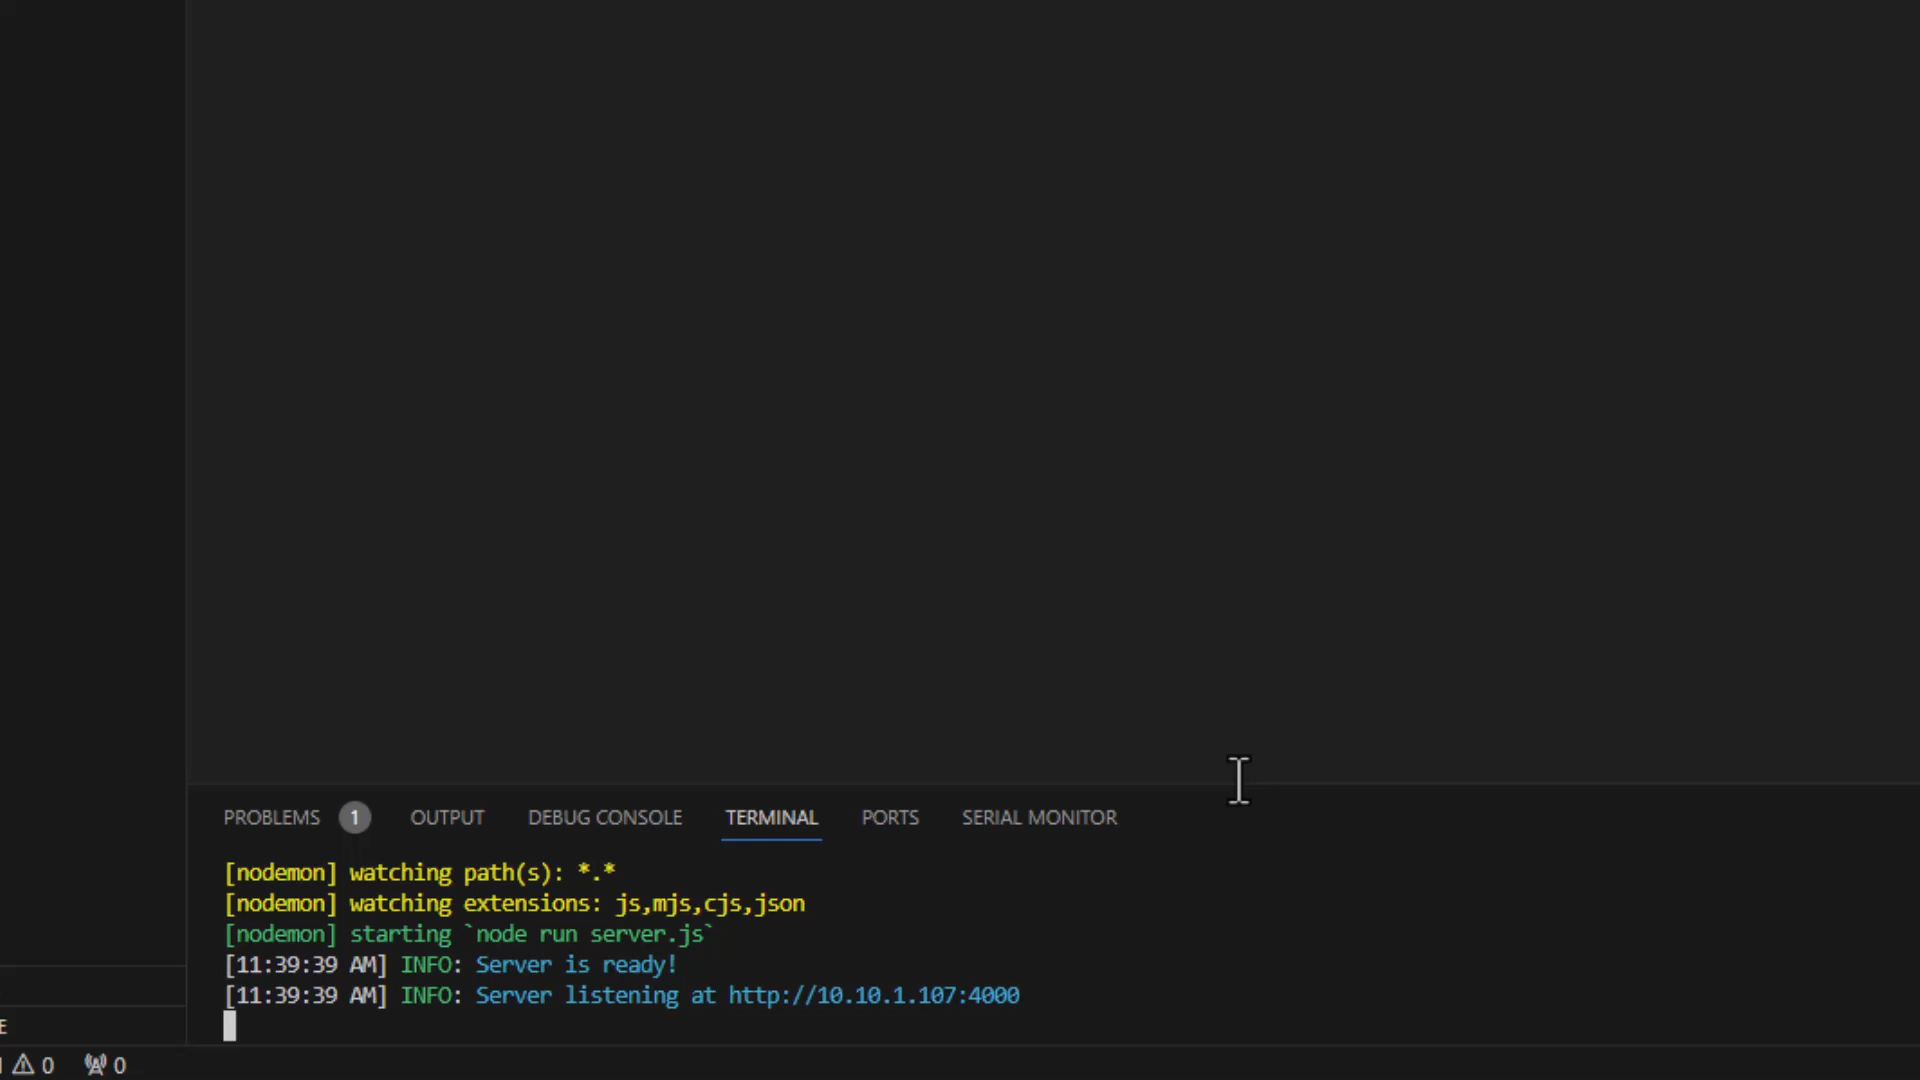 PROBLEMS 1 OUTPUT DEBUG CONSOLE TERMINAL PORTS SERIAL MONITOR
[nodemon] watching path(s): *.*
[nodemon] watching extensions: js,mjs,cjs,json
[nodemon] starting `node run server.js`
[11:39:39 AM] INFO: Server is ready!
[11:39:39 AM] INFO: Server listening at http://10.10.1.107:4000
E
0 0